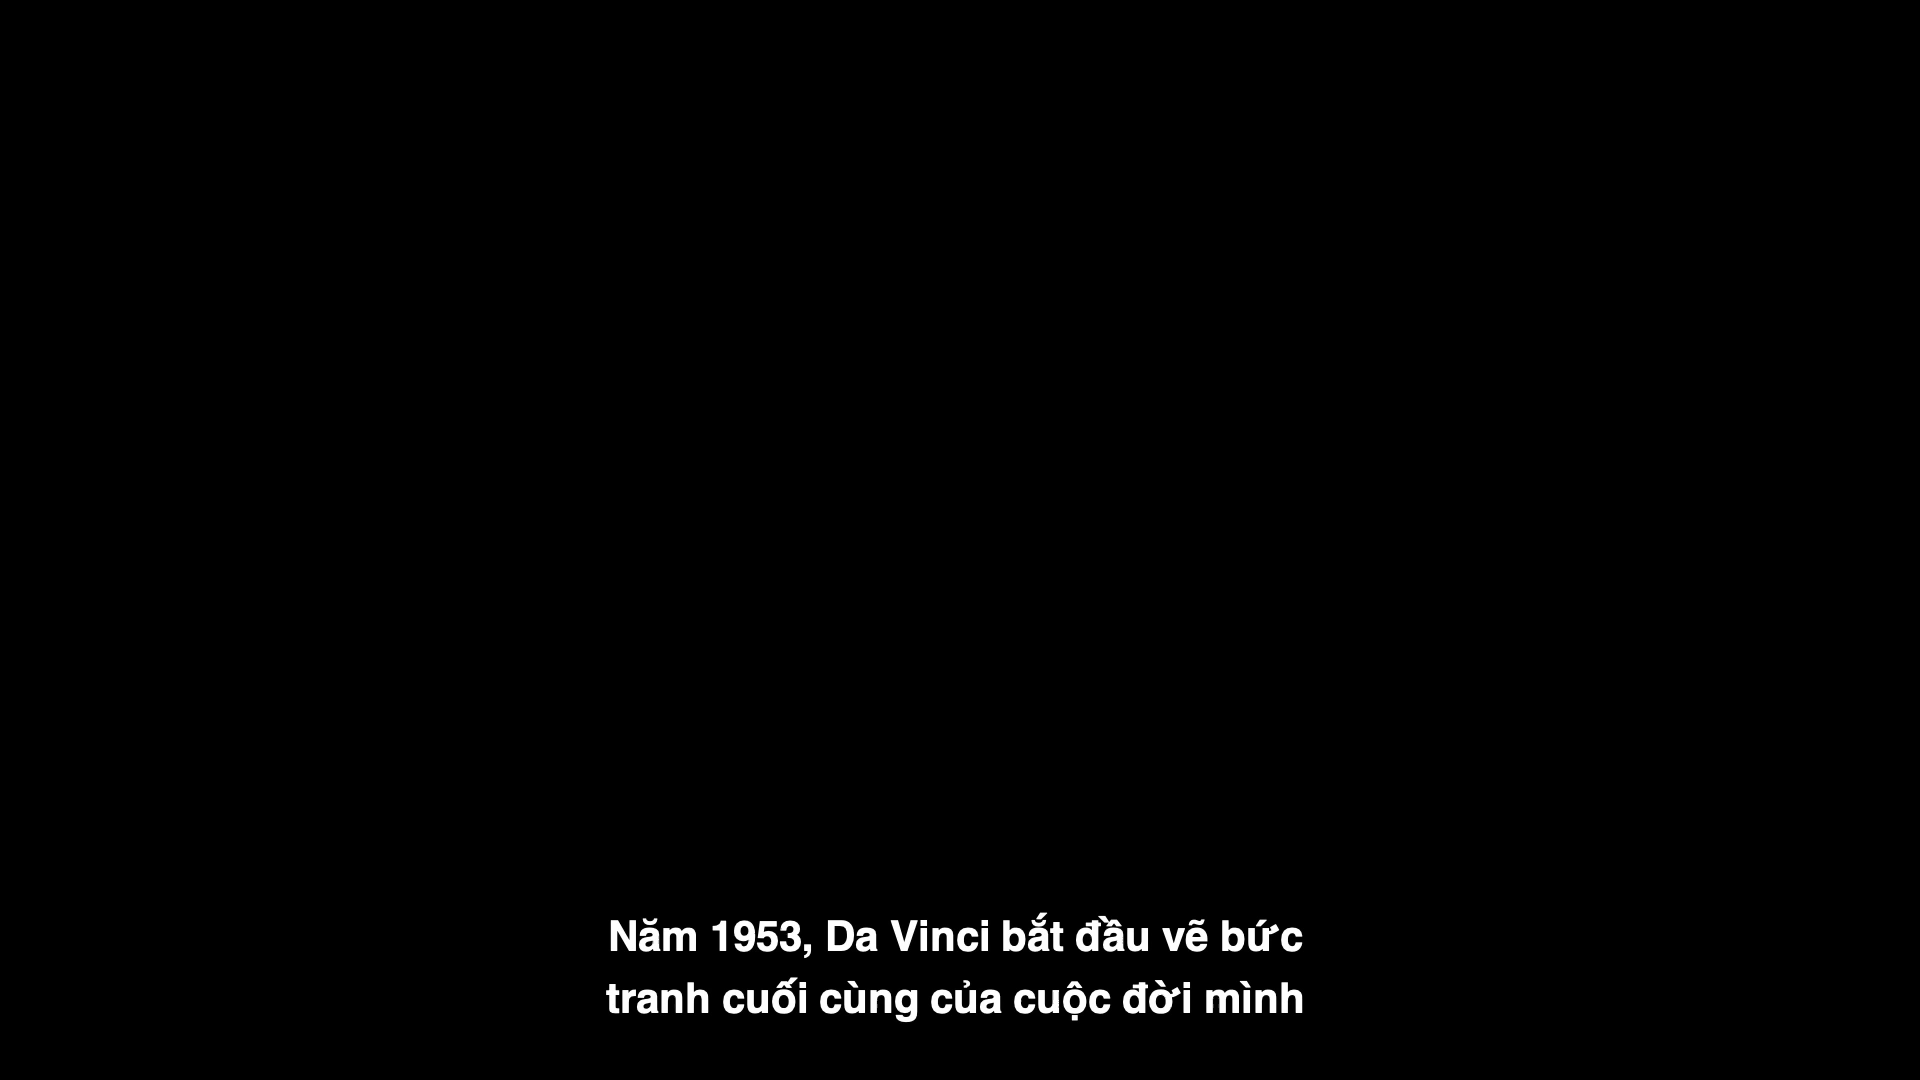 Năm 1953, Da Vinci bắt đầu vẽ bức
tranh cuối cùng của cuộc đời mình